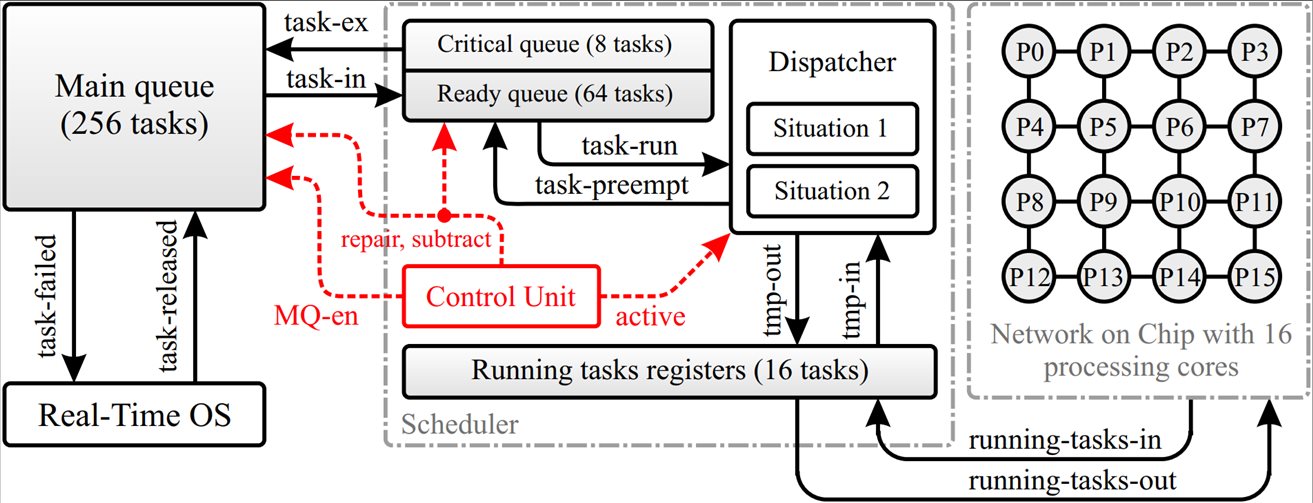 Main queue
(256 tasks)
task-ex
task-in
Critical queue (8 tasks)
Ready queue (64 tasks)
Dispatcher
Situation 1
Situation 2
task-run
task-preempt
repair, subtract
Control Unit
MQ-en
active
task-failed
task-released
tmp-out
tmp-in
Real-Time OS
Running tasks registers (16 tasks)
Scheduler
P0 P1 P2 P3
P4 P5 P6 P7
P8 P9 P10 P11
P12 P13 P14 P15
Network on Chip with 16
processing cores
running-tasks-in
running-tasks-out